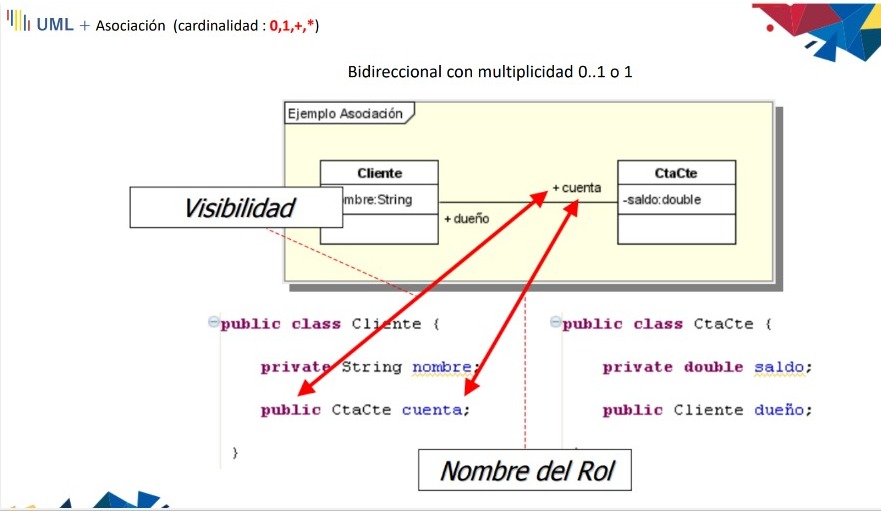 UML + Asociación (cardinalidad : 0,1,+,*)
Bidireccional con multiplicidad 0..1 o 1
Ejemplo Asociación
Cliente
mbre:String
+ dueño
+ cuenta
CtaCte
-saldo:double
Visibilidad
public class Cliente {
private String nombre;
public CtaCte cuenta;
}
public class CtaCte {
private double saldo;
public Cliente dueño;
Nombre del Rol